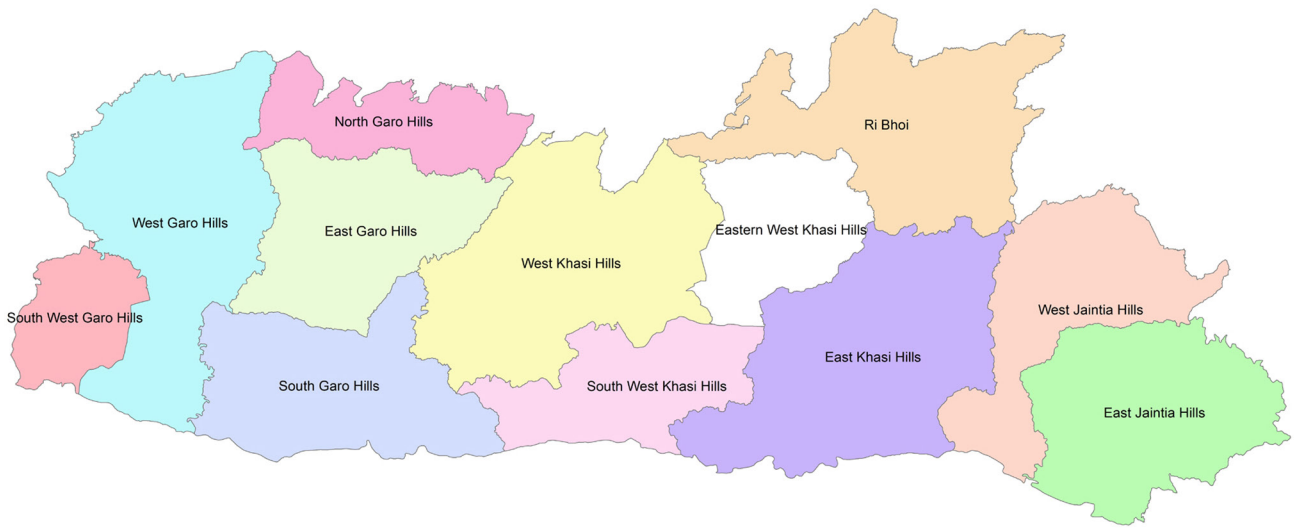 North Garo Hills
Ri Bhoi
West Garo Hills
East Garo Hills
Eastern West Khasi Hills
West Khasi Hills
South West Garo Hills
West Jaintia Hills
East Khasi Hills
South Garo Hills
South West Khasi Hills
East Jaintia Hills